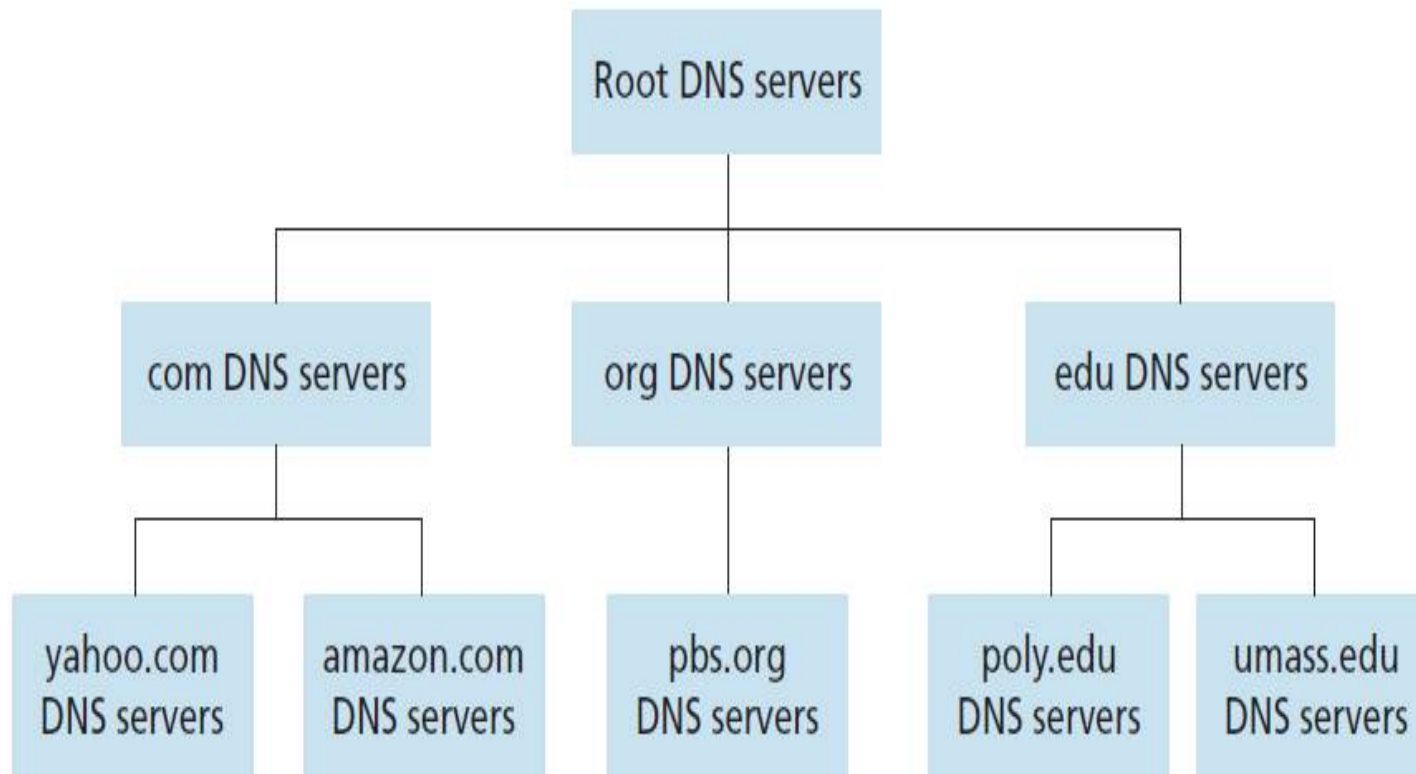 Root DNS servers
com DNS servers
org DNS servers
edu DNS servers
yahoo.com
DNS servers
amazon.com
DNS servers
pbs.org
DNS servers
poly.edu
DNS servers
umass.edu
DNS servers